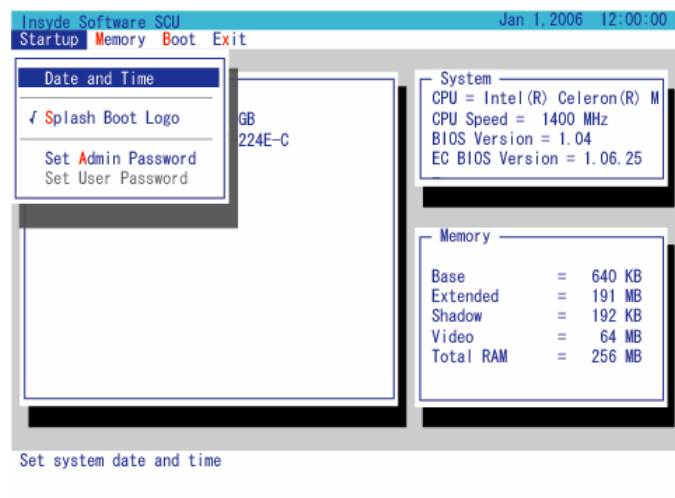 Insyde Software SCU Jan 1,2006 12:00:00
Startup Memory Boot Exit
Date and Time
√ Splash Boot Logo
Set Admin Password
Set User Password
GB
224E-C
System
CPU = Intel(R) Celeron(R) M
CPU Speed = 1400 MHz
BIOS Version = 1.04
EC BIOS Version = 1.06.25
Memory
Base = 640 KB
Extended = 191 MB
Shadow = 192 KB
Video = 64 MB
Total RAM = 256 MB
Set system date and time